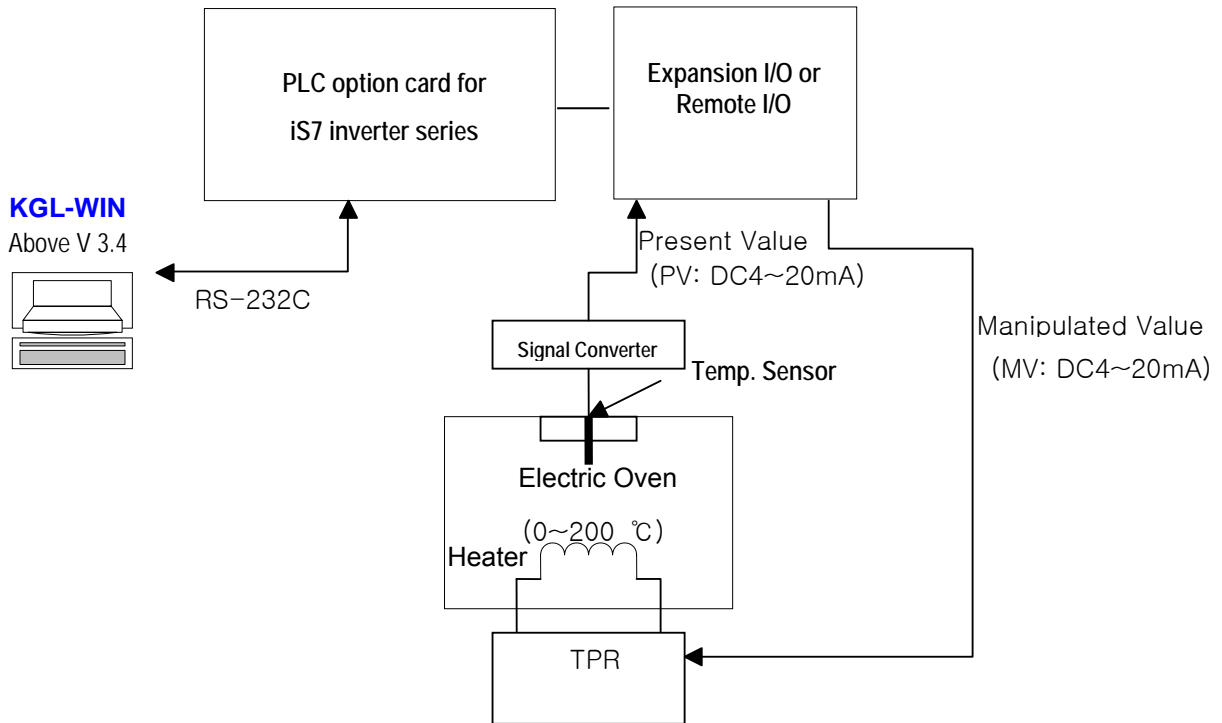 PLC option card for
iS7 inverter series
Expansion I/O or
Remote I/O
KGL-WIN
Above V 3.4
RS-232C
Present Value
(PV: DC4~20mA)
Manipulated Value
(MV: DC4~20mA)
Signal Converter
Temp. Sensor
Electric Oven
(0~200 ℃)
Heater
TPR